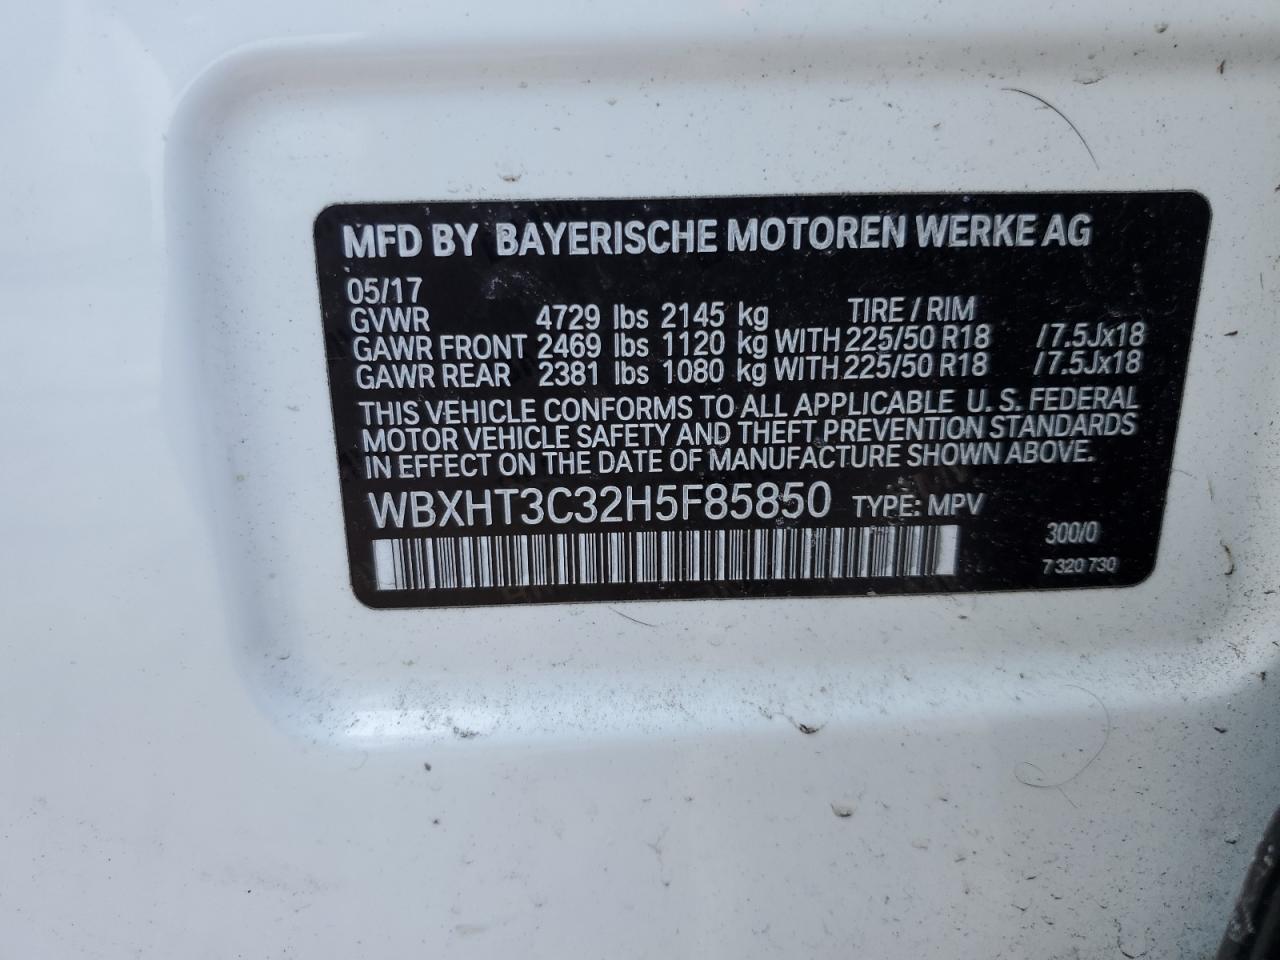 MFD BY BAYERISCHE MOTOREN WERKE AG
05/17
GVWR 4729 lbs 2145 kg TIRE / RIM
GAWR FRONT 2469 lbs 1120 kg WITH 225/50 R18 /7.5Jx18
GAWR REAR 2381 lbs 1080 kg WITH 225/50 R18 /7.5Jx18
THIS VEHICLE CONFORMS TO ALL APPLICABLE U. S. FEDERAL
MOTOR VEHICLE SAFETY AND THEFT PREVENTION STANDARDS
IN EFFECT ON THE DATE OF MANUFACTURE SHOWN ABOVE.
WBXHT3C32H5F85850 TYPE: MPV
300/0
7 320 730